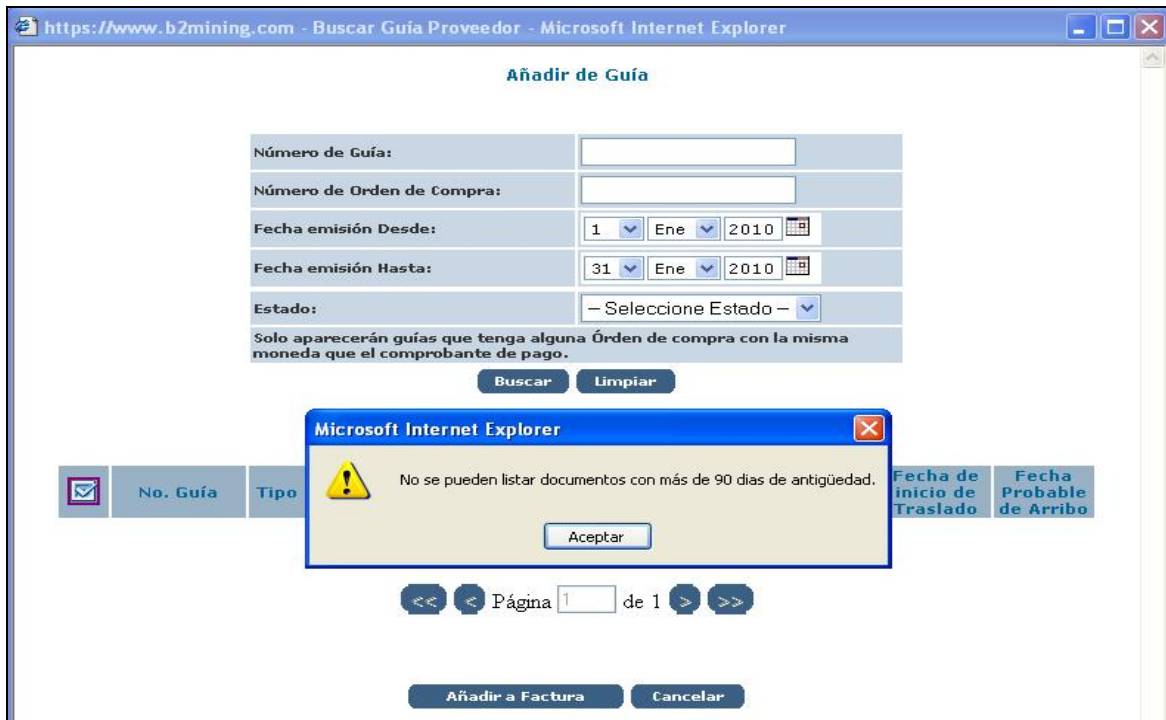 https://www.b2mining.com - Buscar Guía Proveedor - Microsoft Internet Explorer
Añadir de Guía
Número de Guía:
Número de Orden de Compra:
Fecha emisión Desde: 1 Ene 2010
Fecha emisión Hasta: 31 Ene 2010
Estado: -- Seleccione Estado --
Solo aparecerán guías que tenga alguna Órden de compra con la misma
moneda que el comprobante de pago.
Buscar Limpiar
Microsoft Internet Explorer
No se pueden listar documentos con más de 90 dias de antigüedad.
Aceptar
No. Guía Tipo
Fecha de
inicio de
Traslado
Fecha
Probable
de Arribo
<< < Página 1 de 1 > >>
Añadir a Factura Cancelar